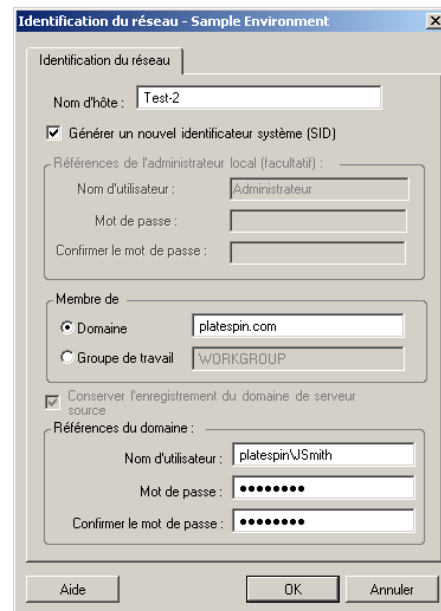 Identification du réseau - Sample Environment
Identification du réseau
Nom d'hôte : Test-2
Générer un nouvel identificateur système (SID)
Références de l'administrateur local (facultatif) :
Nom d'utilisateur : Administrateur
Mot de passe :
Confirmer le mot de passe :
Membre de
Domaine platespin.com
Groupe de travail WORKGROUP
Conserver l'enregistrement du domaine de serveur
source
Références du domaine :
Nom d'utilisateur : platespin\JSmith
Mot de passe : ●●●●●●●●
Confirmer le mot de passe : ●●●●●●●●
Aide OK Annuler